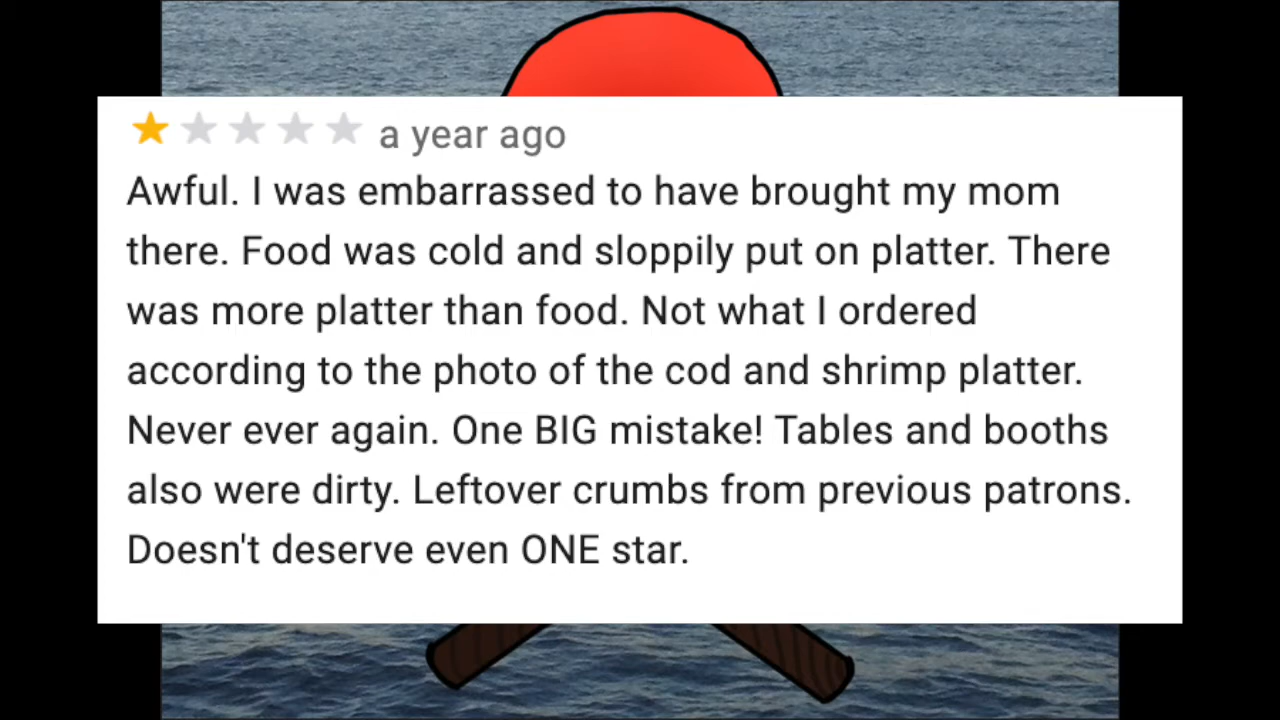 a year ago
Awful. I was embarrassed to have brought my mom
there. Food was cold and sloppily put on platter. There
was more platter than food. Not what I ordered
according to the photo of the cod and shrimp platter.
Never ever again. One BIG mistake! Tables and booths
also were dirty. Leftover crumbs from previous patrons.
Doesn't deserve even ONE star.